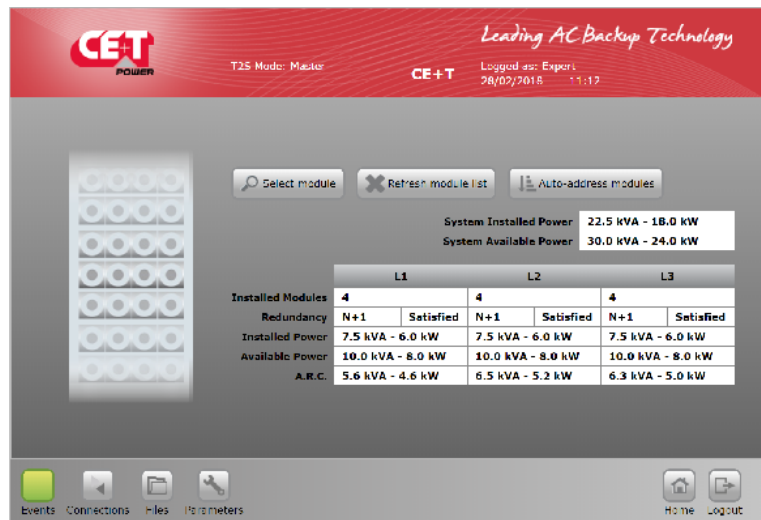 CE+T
POWER
Leading AC Backup Technology
T2S Mode: Master
CE+T
Logged as: Expert
28/02/2018 11:12
Select module
Refresh module list
Auto-address modules
System Installed Power 22.5 kVA - 18.0 kW
System Available Power 30.0 kVA - 24.0 kW
L1 L2 L3
Installed Modules 4 4 4
Redundancy N+1 Satisfied N+1 Satisfied N+1 Satisfied
Installed Power 7.5 kVA - 6.0 kW 7.5 kVA - 6.0 kW 7.5 kVA - 6.0 kW
Available Power 10.0 kVA - 8.0 kW 10.0 kVA - 8.0 kW 10.0 kVA - 8.0 kW
A.R.C. 5.6 kVA - 4.6 kW 6.5 kVA - 5.2 kW 6.3 kVA - 5.0 kW
Events Connections Files Parameters Home Logout